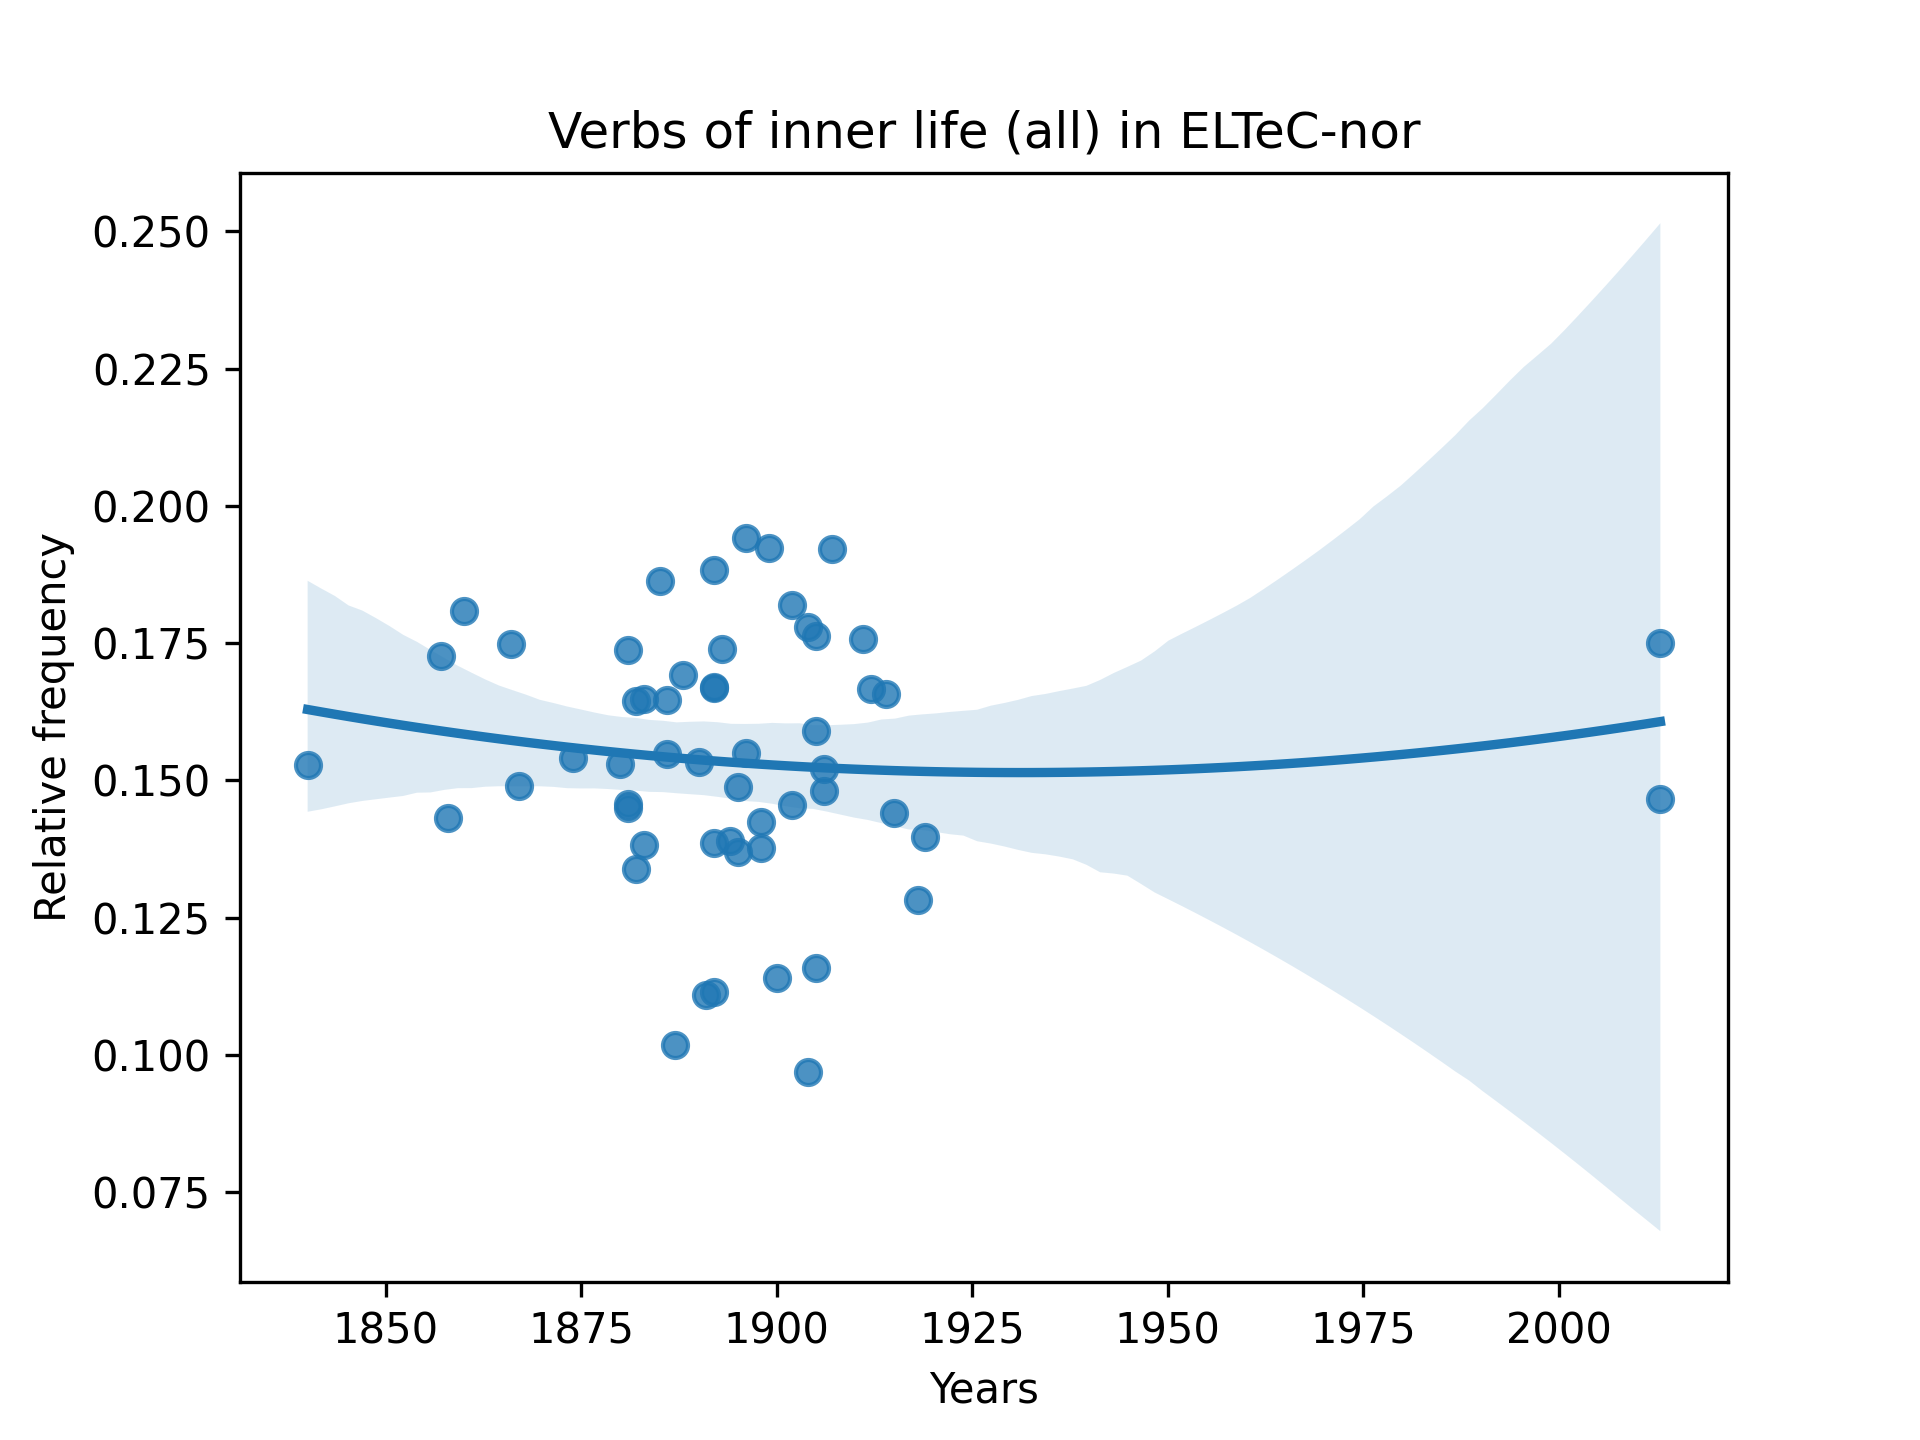 Verbs of inner life (all) in ELTeC-nor
0.250
0.225
0.200
0.175
0.150
0.125
0.100
0.075
Relative frequency
1850 1875 1900 1925 1950 1975 2000
Years